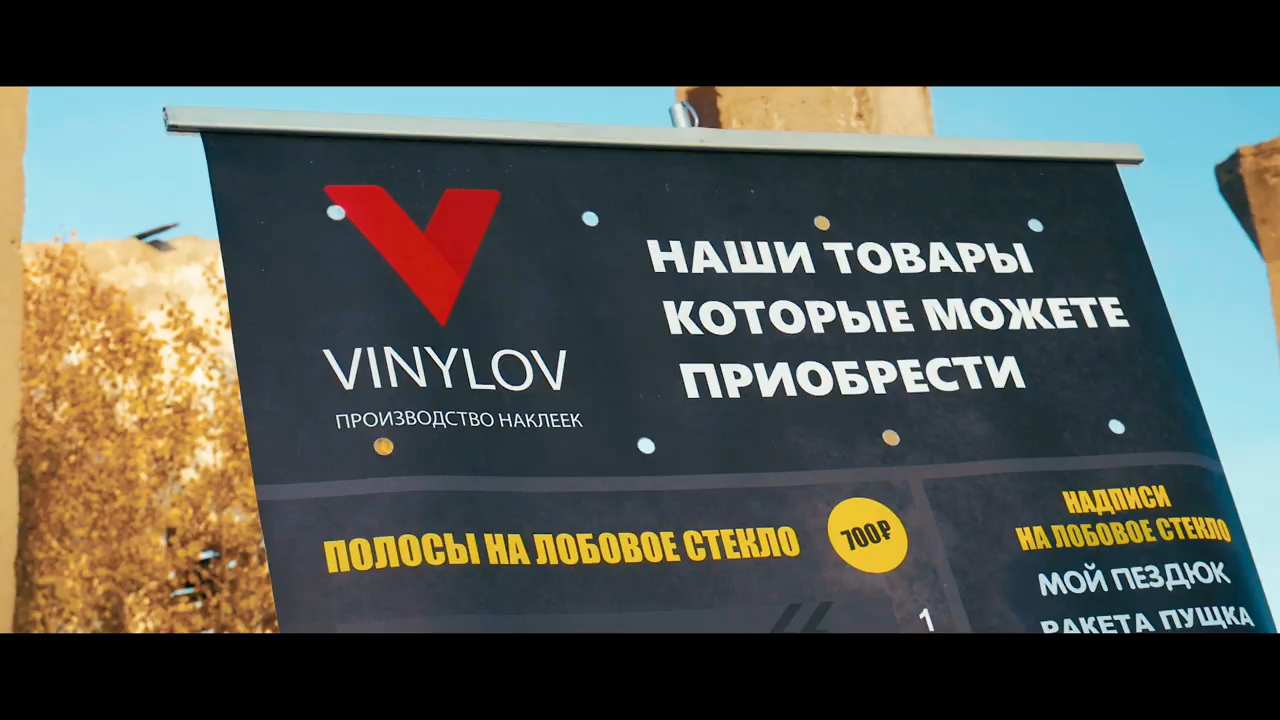 VINYLOV
ПРОИЗВОДСТВО НАКЛЕЕК
НАШИ ТОВАРЫ
КОТОРЫЕ МОЖЕТЕ
ПРИОБРЕСТИ
ПОЛОСЫ НА ЛОБОВОЕ СТЕКЛО
700₽
1
НАДПИСИ
НА ЛОБОВОЕ СТЕКЛО
МОЙ ПЕЗДЮК
РАКЕТА ПУШКА